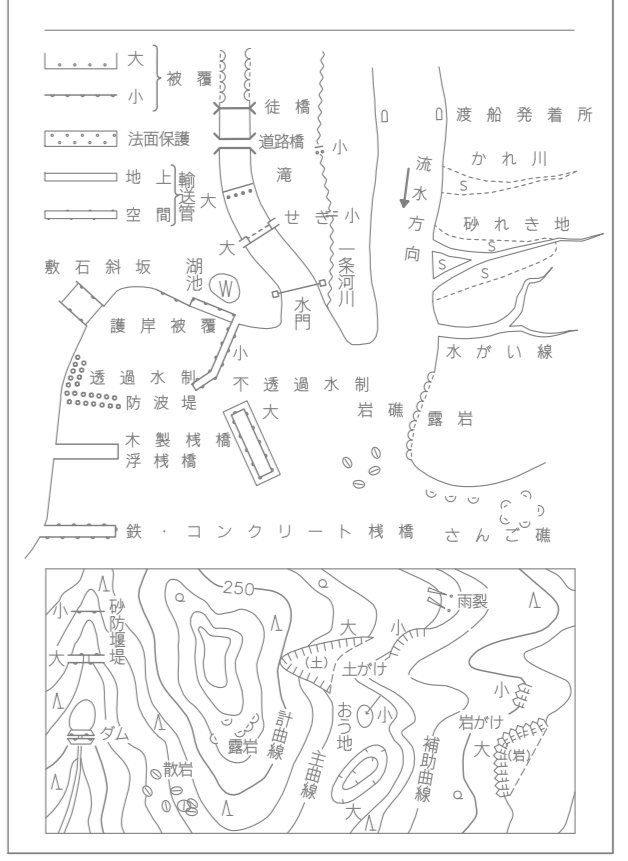 大
小
被覆
法面保護
地上
空間
輸送管
徒橋
道路橋
小
滝
大
せき
小
大
一条河川
渡船発着所
流水方向
かれ川
S
砂れき地
S
S
S
敷石斜坂
湖池
W
水門
護岸被覆
小
水がい線
透過水制
不透過水制
防波堤
大
岩礁
露岩
木製桟橋
浮桟橋
鉄・コンクリート桟橋
さんご礁
250
小
砂防堰堤
大
ダム
散岩
露岩
計曲線
主曲線
大
小
(土)
土がけ
雨裂
おう地
小
大
補助曲線
小
岩がけ
大
(岩)